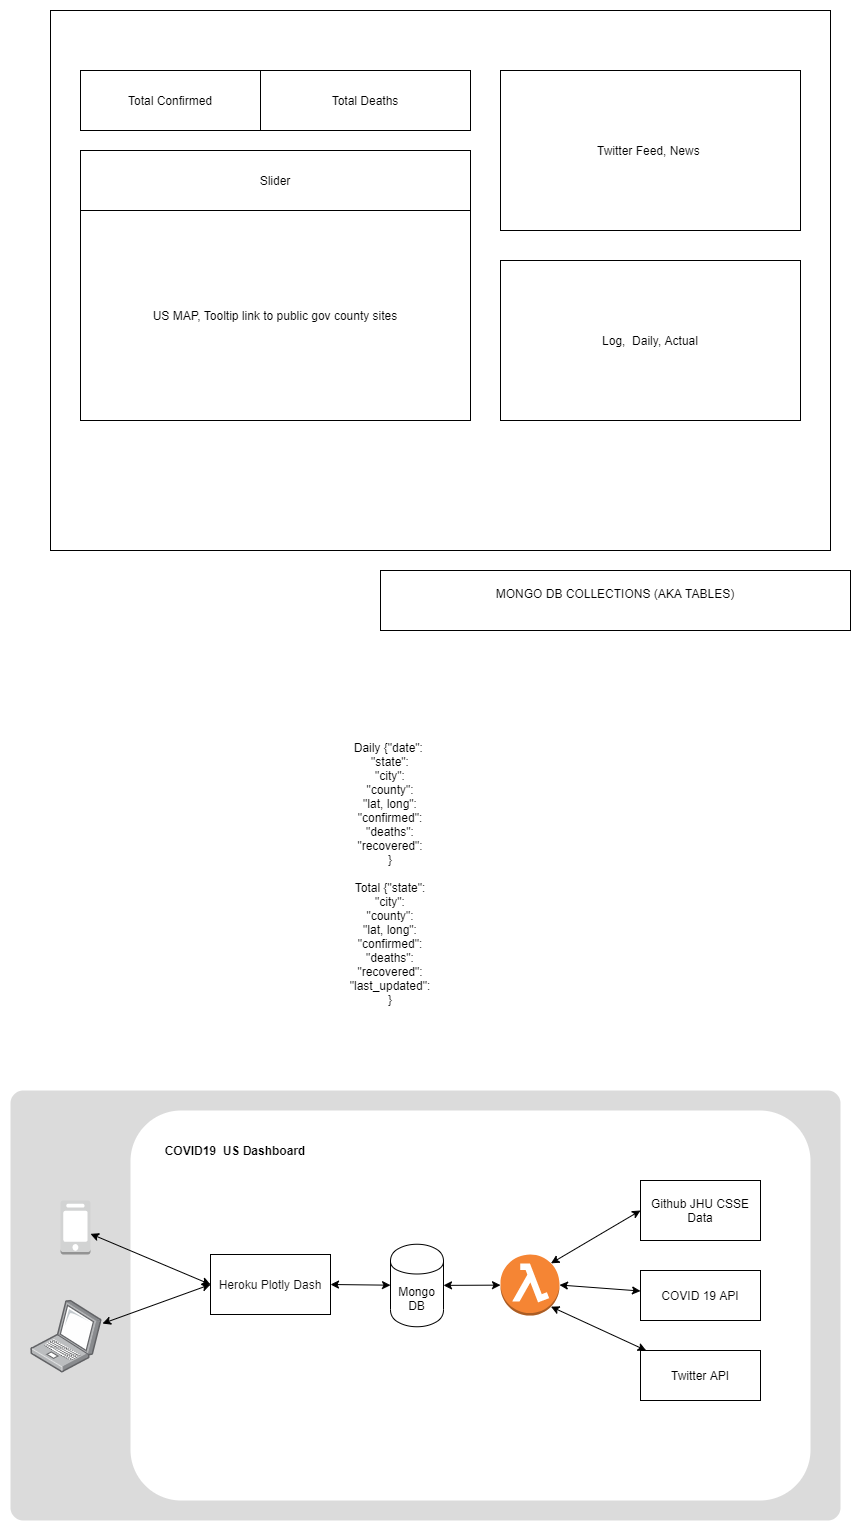 Total Confirmed
Total Deaths
Twitter Feed, News
Slider
US MAP, Tooltip link to public gov county sites
Log,  Daily, Actual
MONGO DB COLLECTIONS (AKA TABLES)
Daily {"date":
"state":
"city":
"county":
"lat, long":
"confirmed":
"deaths":
"recovered":
}
Total {"state":
"city":
"county":
"lat, long":
"confirmed":
"deaths":
"recovered":
"last_updated":
}
COVID19  US Dashboard
Github JHU CSSE
Data
Heroku Plotly Dash
Mongo
DB
λ
COVID 19 API
Twitter API